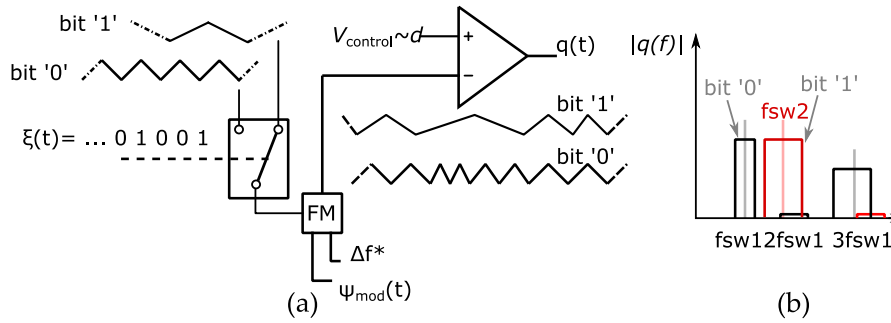 bit '1'
bit '0'
ξ(t)= ... 0 1 0 0 1
V_control~d
+
−
q(t)
bit '1'
bit '0'
FM
Δf*
ψ_mod(t)
(a)
|q(f)|
bit '0'
fsw2
bit '1'
fsw1 2fsw1 3fsw1
(b)